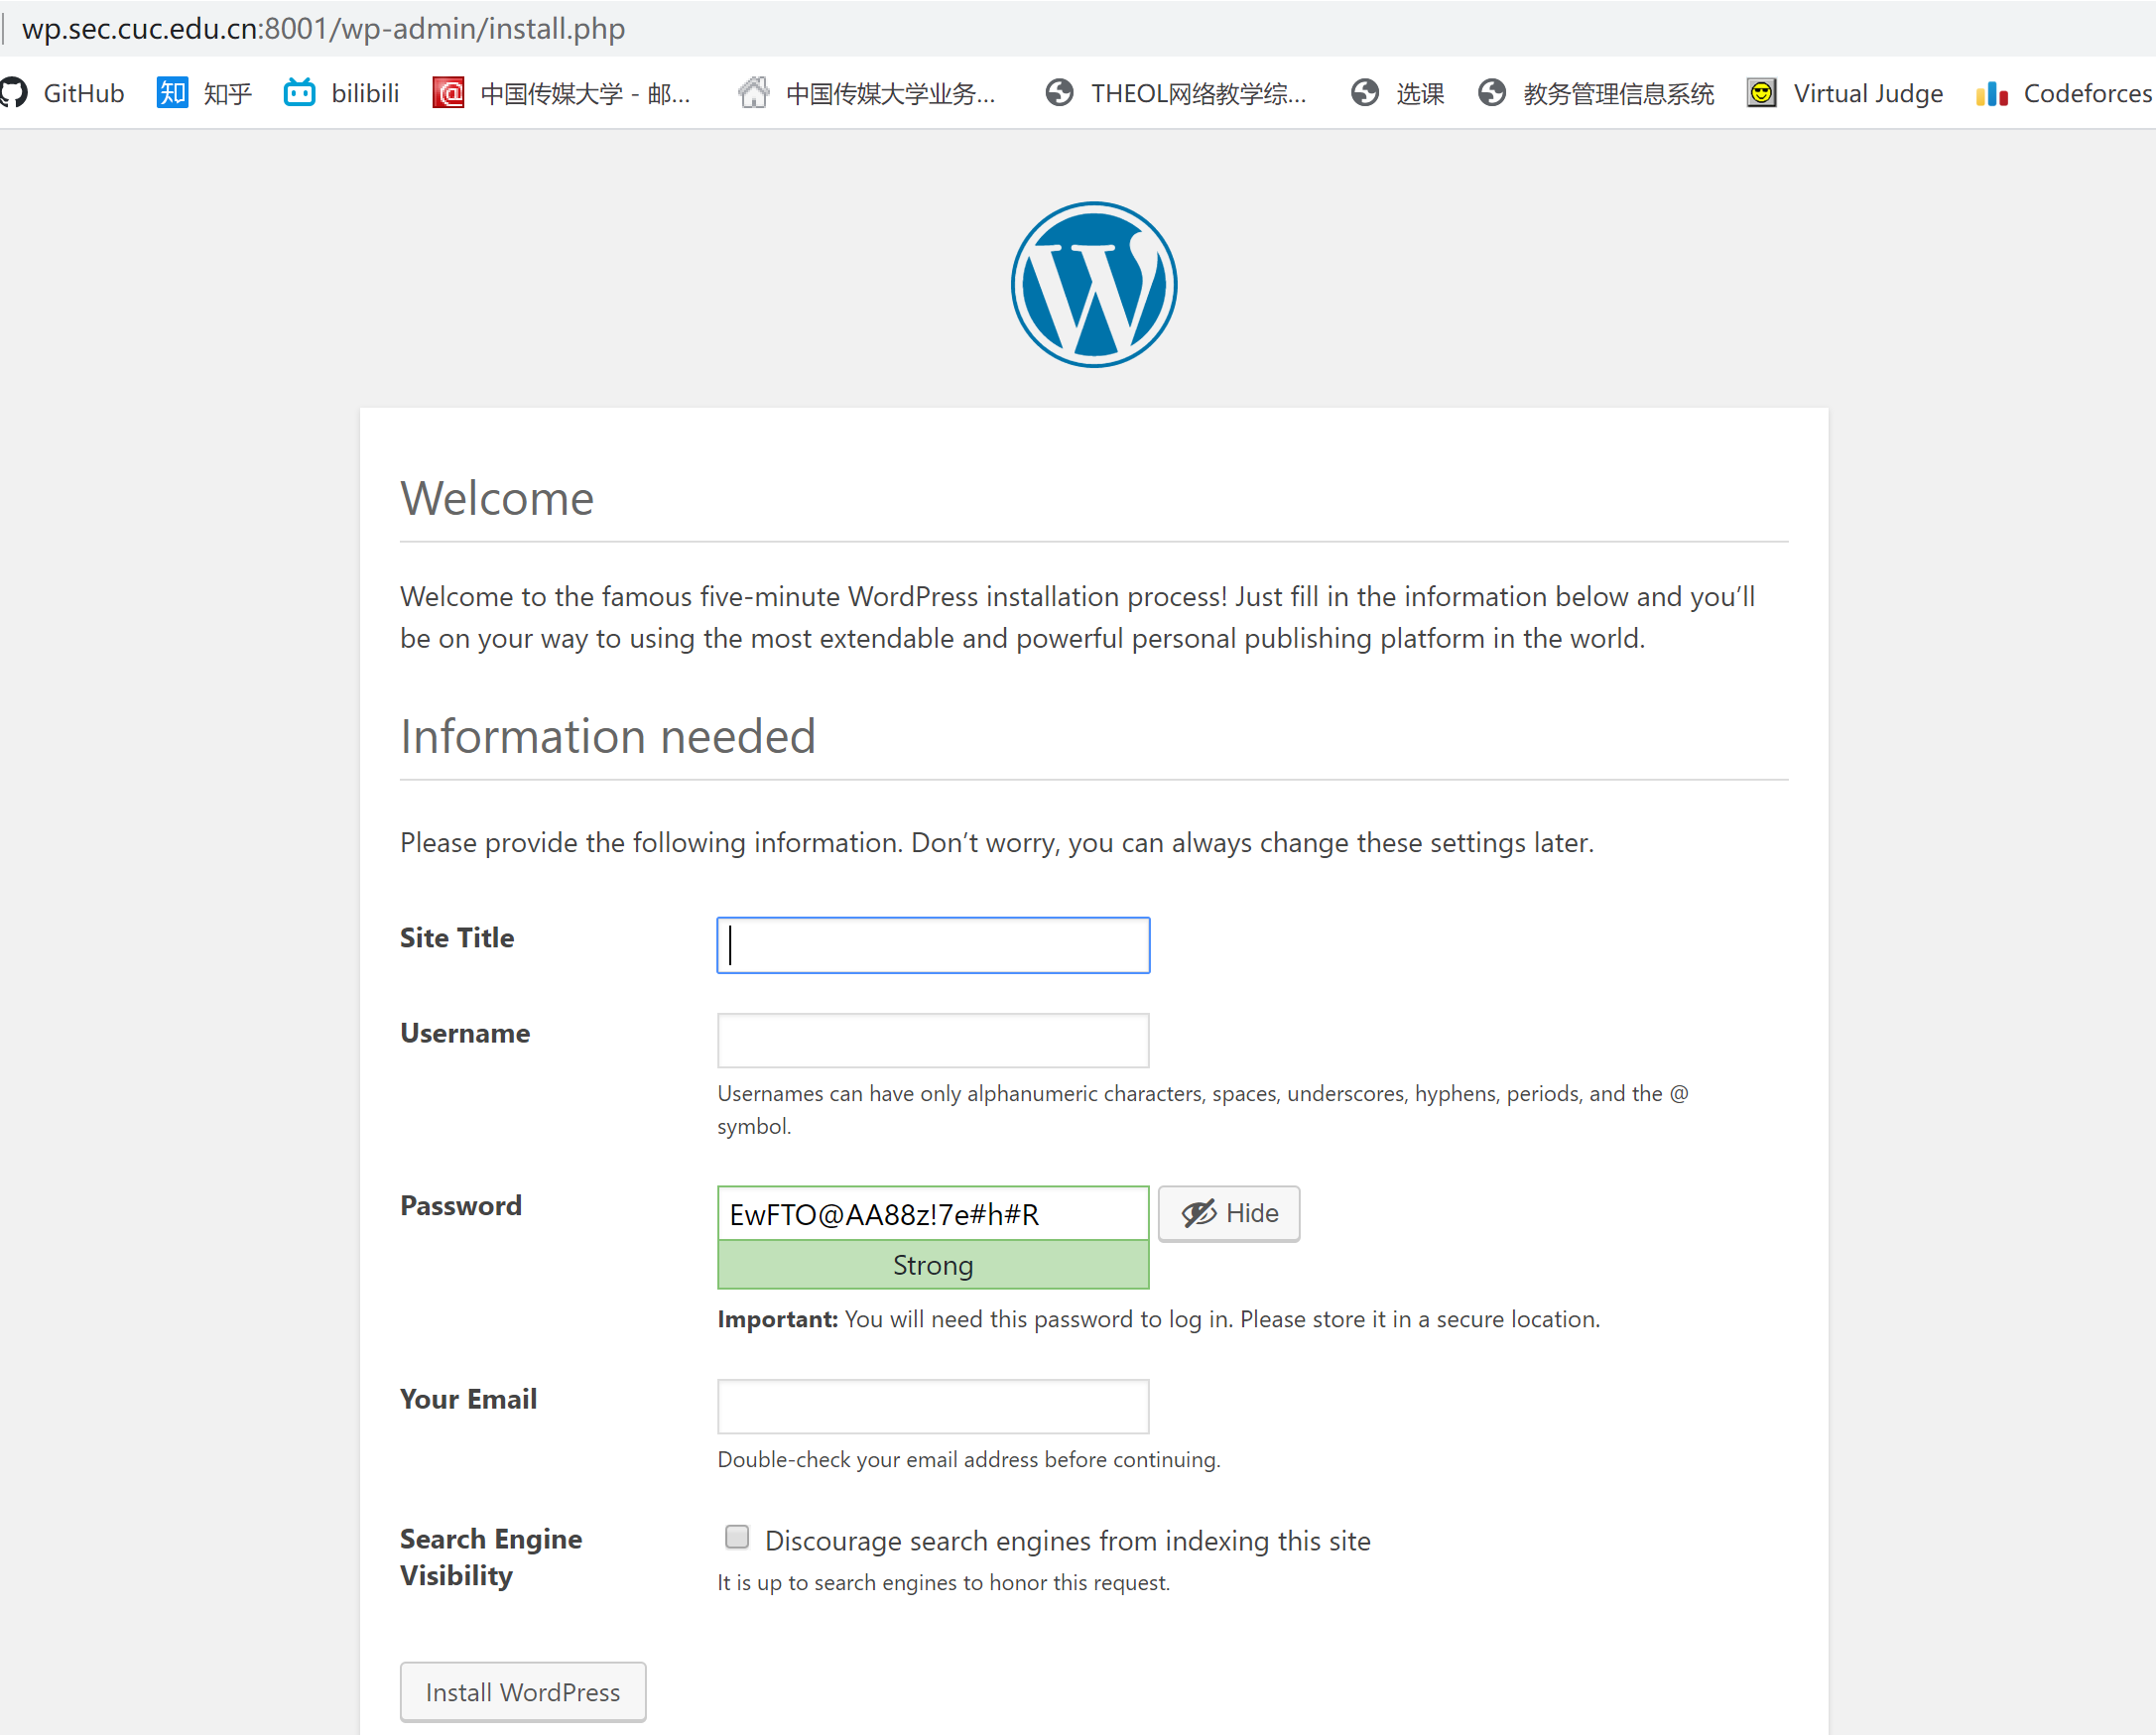 wp.sec.cuc.edu.cn:8001/wp-admin/install.php
GitHub 知乎 bilibili 中国传媒大学 - 邮... 中国传媒大学业务... THEOL网络教学综... 选课 教务管理信息系统 Virtual Judge Codeforces
Welcome
Welcome to the famous five-minute WordPress installation process! Just fill in the information below and you’ll
be on your way to using the most extendable and powerful personal publishing platform in the world.
Information needed
Please provide the following information. Don’t worry, you can always change these settings later.
Site Title
Username
Usernames can have only alphanumeric characters, spaces, underscores, hyphens, periods, and the @
symbol.
Password EwFTO@AA88z!7e#h#R Hide
Strong
Important: You will need this password to log in. Please store it in a secure location.
Your Email
Double-check your email address before continuing.
Search Engine
Visibility
Discourage search engines from indexing this site
It is up to search engines to honor this request.
Install WordPress